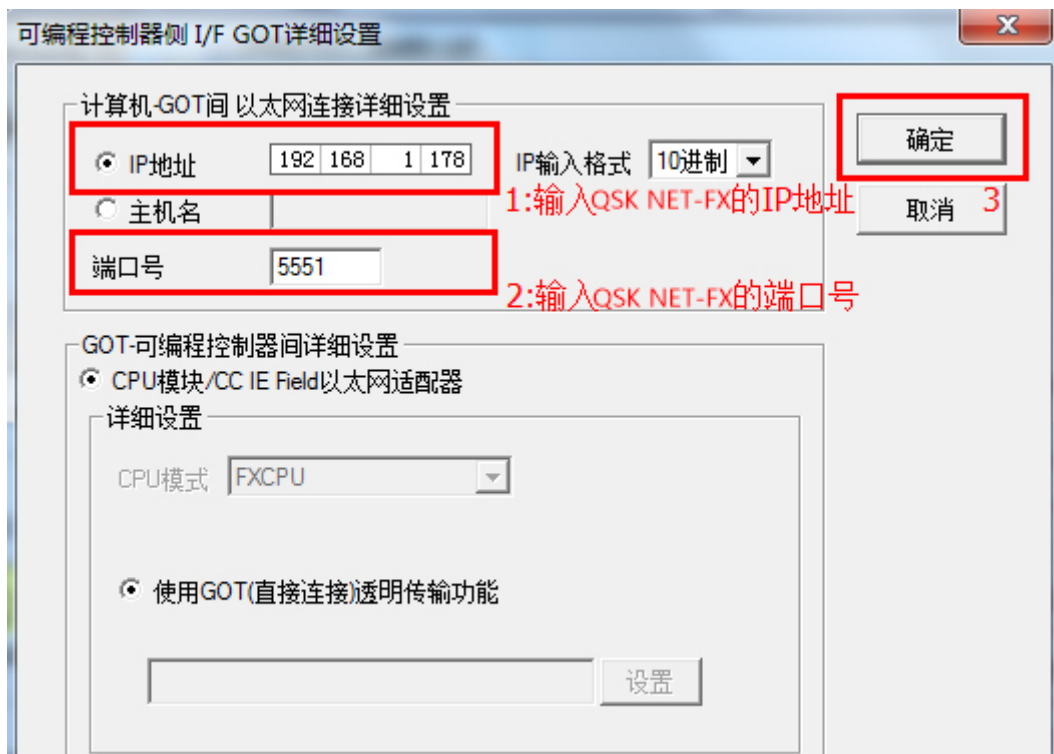 可编程控制器侧 I/F GOT详细设置
计算机-GOT间 以太网连接详细设置
IP地址 192 168 1 178 IP输入格式 10进制
确定
1:输入QSK NET-FX的IP地址
主机名
取消 3
端口号 5551
2:输入QSK NET-FX的端口号
GOT-可编程控制器间详细设置
CPU模块/CC IE Field以太网适配器
详细设置
CPU模式 FXCPU
使用GOT(直接连接)透明传输功能
设置